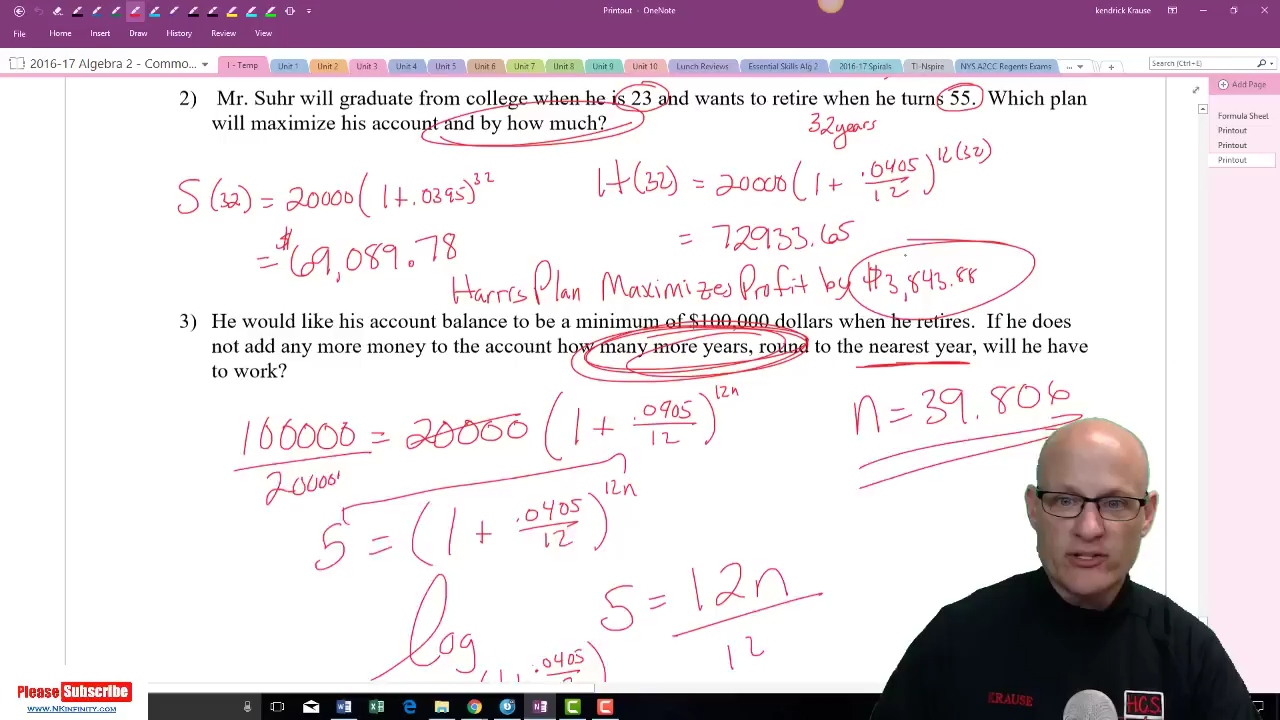 Printout - OneNote
kendrick Krause
File Home Insert Draw History Review View
2016-17 Algebra 2 - Commo...
I - Temp Unit 1 Unit 2 Unit 3 Unit 4 Unit 5 Unit 6 Unit 7 Unit 8 Unit 9 Unit 10 Lunch Reviews Essential Skills Alg 2 2016-17 Spirals TI-Nspire NYS A2CC Regents Exams ...
Search (Ctrl+E)
Add Page
Formula Sheet
Printout
Printout
Printout
2) Mr. Suhr will graduate from college when he is 23 and wants to retire when he turns 55. Which plan
will maximize his account and by how much?
32 years
S(32) = 20000(1+.0395)^32
= $69,089.78
H(32) = 20000(1 + .0405/12)^12(32)
= 72933.65
Harris Plan Maximizes Profit by $3,843.88
3) He would like his account balance to be a minimum of $100,000 dollars when he retires. If he does
not add any more money to the account how many more years, round to the nearest year, will he have
to work?
100000 = 20000 (1 + .0405/12)^12n
20000
n = 39.806
5 = (1 + .0405/12)^12n
log
5 = 12n
12
.0405
Please Subscribe
www.NKinfinity.com
KRAUSE
HCS